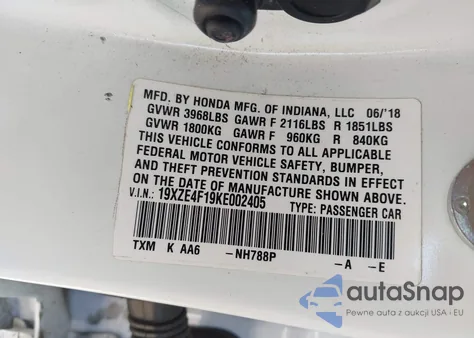 MFD. BY HONDA MFG. OF INDIANA, LLC 06/'18
GVWR 3968LBS GAWR F 2116LBS R 1851LBS
GVWR 1800KG GAWR F 960KG R 840KG
THIS VEHICLE CONFORMS TO ALL APPLICABLE
FEDERAL MOTOR VEHICLE SAFETY, BUMPER,
AND THEFT PREVENTION STANDARDS IN EFFECT
ON THE DATE OF MANUFACTURE SHOWN ABOVE.
V.I.N.: 19XZE4F19KE002405 TYPE: PASSENGER CAR
TXM K AA6 -NH788P -A -E
autoSnap
Pewne auta z aukcji USA - EU